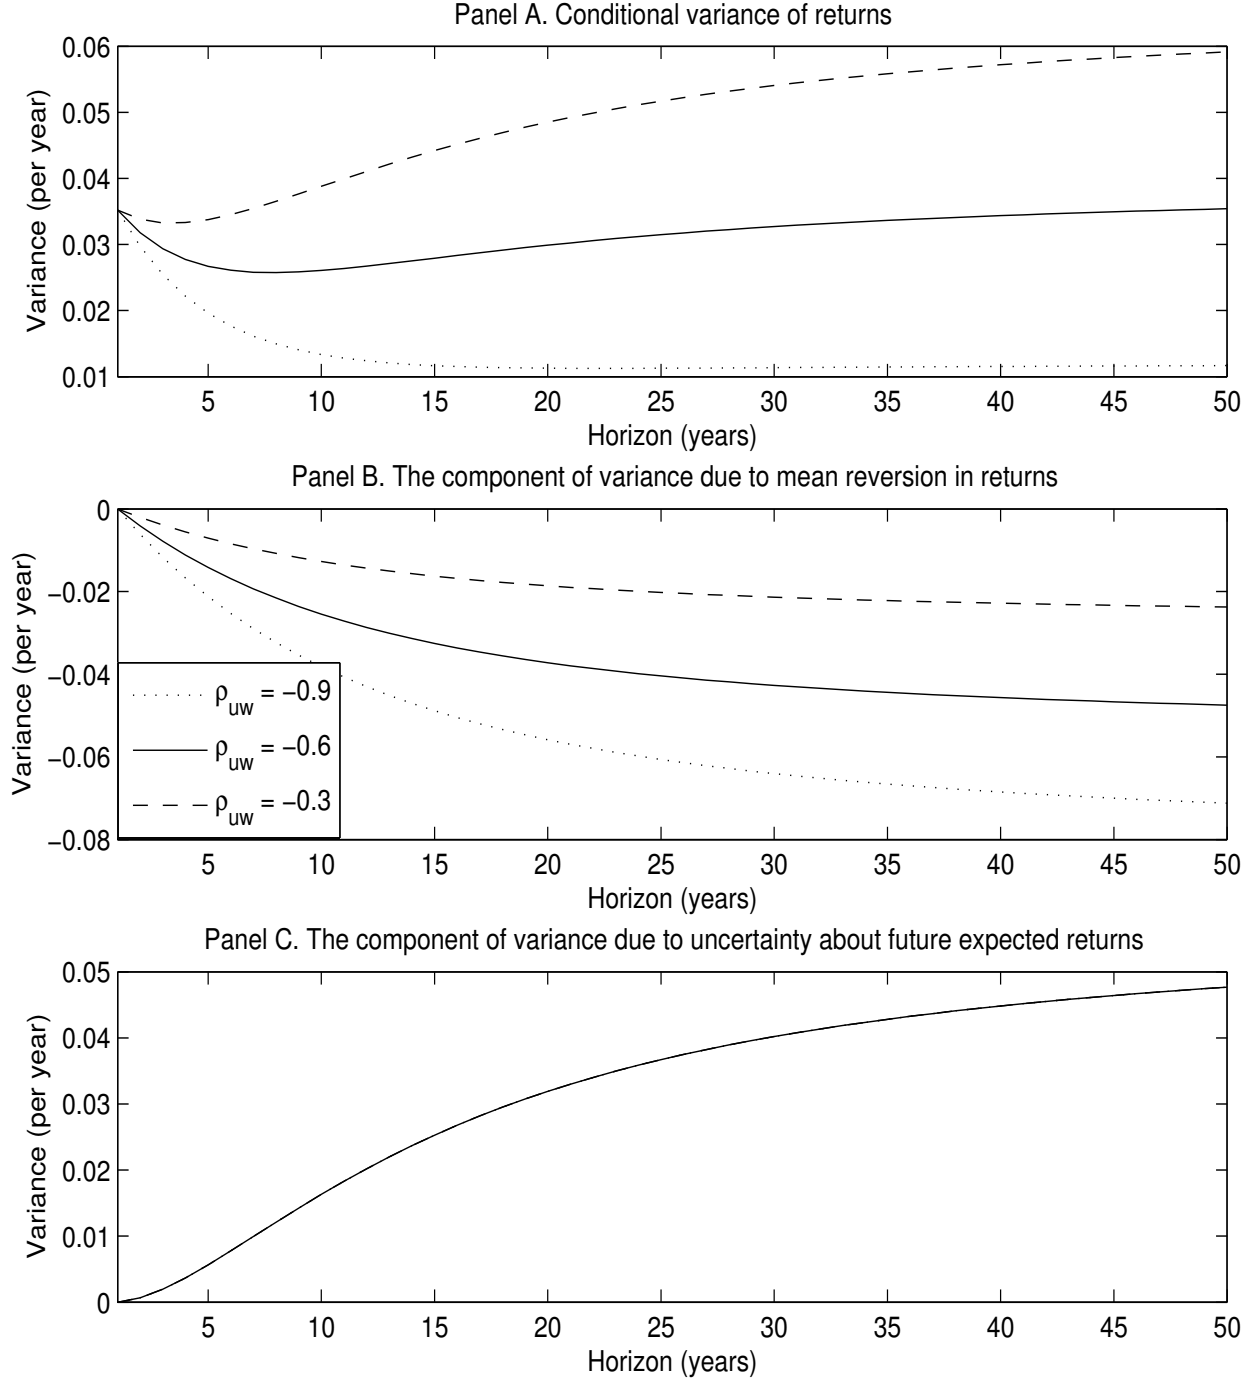 Panel A. Conditional variance of returns
0.06
0.05
0.04
0.03
0.02
0.01
Variance (per year)
5 10 15 20 25 30 35 40 45 50
Horizon (years)
Panel B. The component of variance due to mean reversion in returns
0
−0.02
−0.04
−0.06
−0.08
Variance (per year)
ρuw = −0.9
ρuw = −0.6
ρuw = −0.3
5 10 15 20 25 30 35 40 45 50
Horizon (years)
Panel C. The component of variance due to uncertainty about future expected returns
0.05
0.04
0.03
0.02
0.01
0
Variance (per year)
5 10 15 20 25 30 35 40 45 50
Horizon (years)